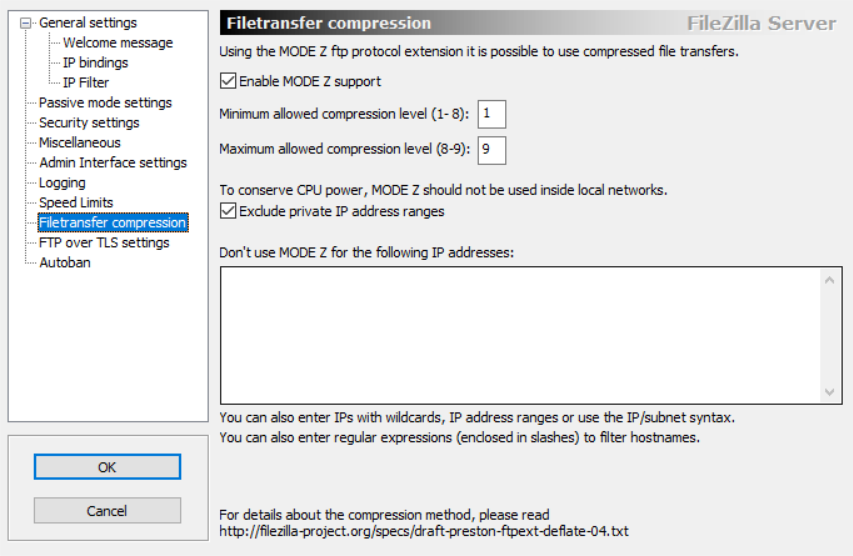 General settings
Welcome message
IP bindings
IP Filter
Passive mode settings
Security settings
Miscellaneous
Admin Interface settings
Logging
Speed Limits
Filetransfer compression
FTP over TLS settings
Autoban
OK
Cancel
Filetransfer compression FileZilla Server
Using the MODE Z ftp protocol extension it is possible to use compressed file transfers.
Enable MODE Z support
Minimum allowed compression level (1- 8): 1
Maximum allowed compression level (8-9): 9
To conserve CPU power, MODE Z should not be used inside local networks.
Exclude private IP address ranges
Don't use MODE Z for the following IP addresses:
You can also enter IPs with wildcards, IP address ranges or use the IP/subnet syntax.
You can also enter regular expressions (enclosed in slashes) to filter hostnames.
For details about the compression method, please read
http://filezilla-project.org/specs/draft-preston-ftpext-deflate-04.txt